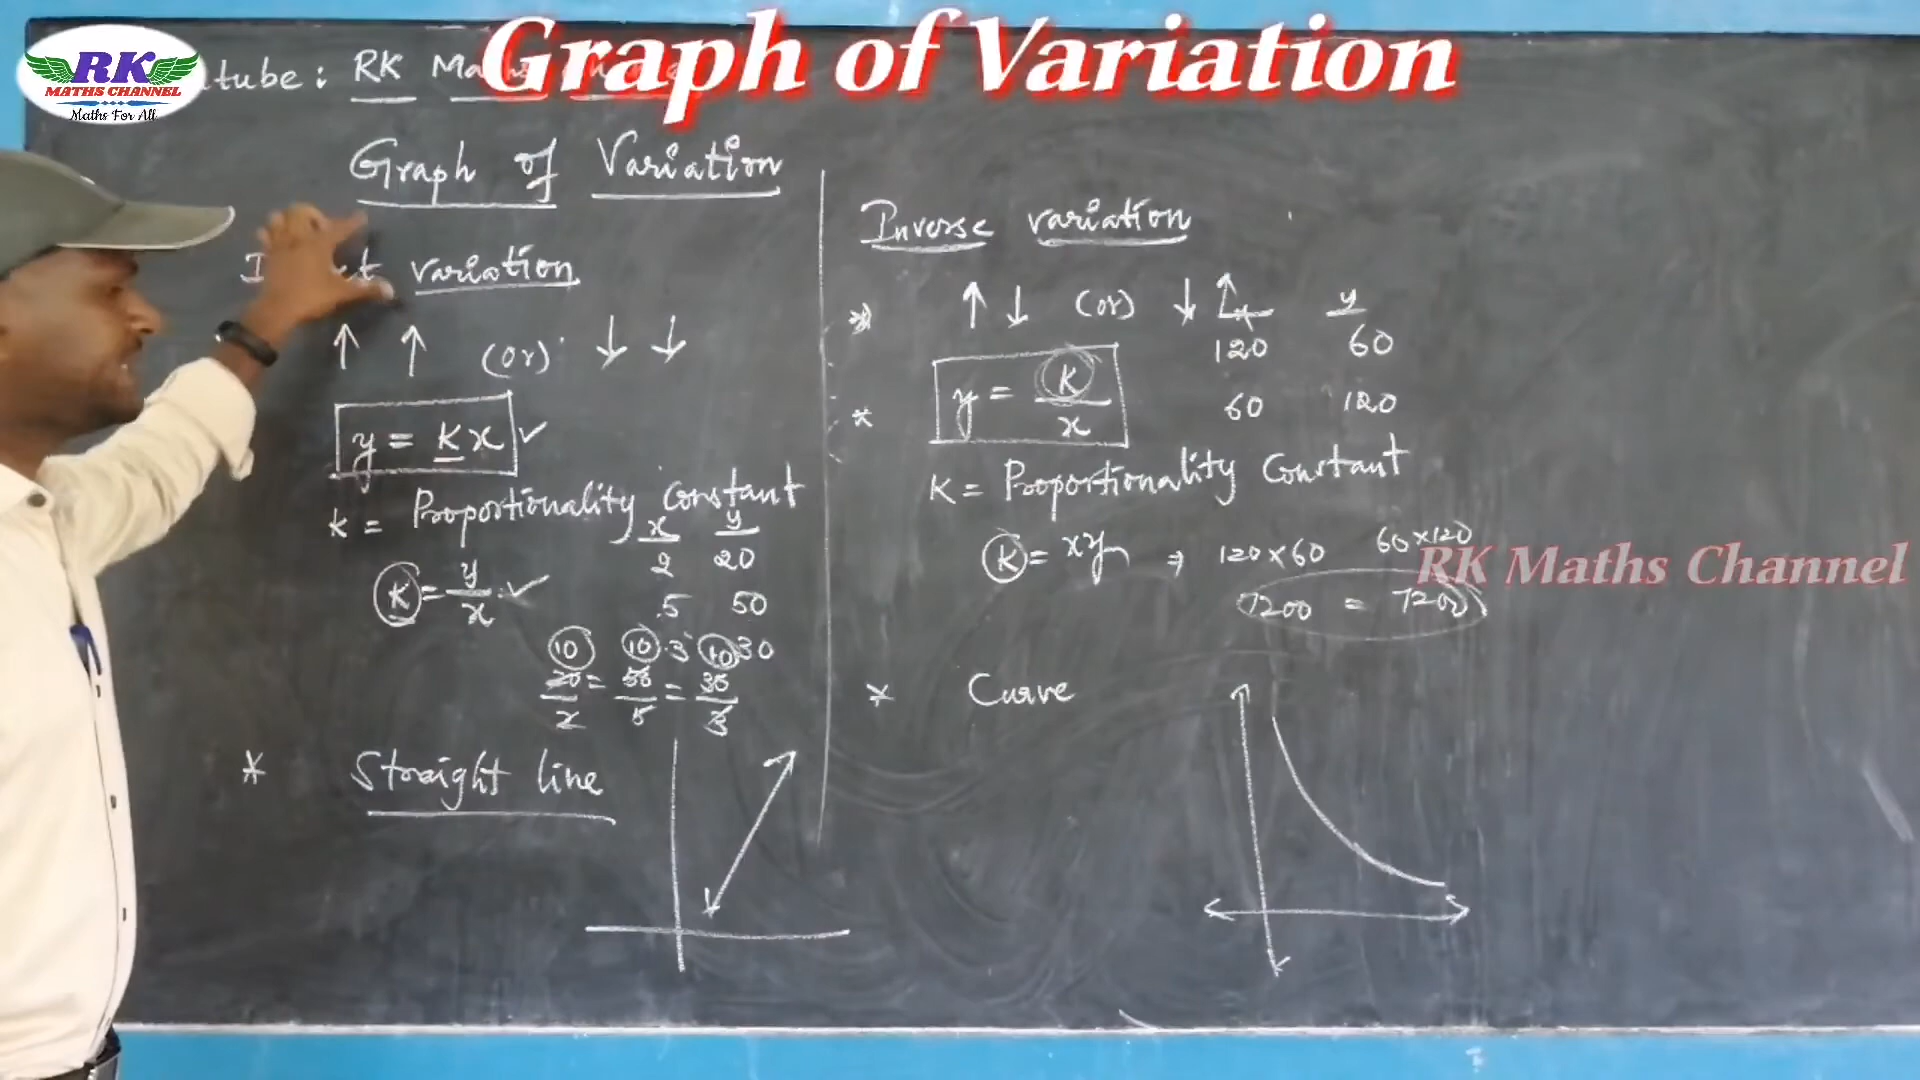 Graph of Variation
RK
MATHS CHANNEL
Maths For All
tube : RK
Graph of Variation
variation
↑ ↑ (or) ↓ ↓
y = kx ✓
k = Proportionality Constant
k = y/x ✓
x y
2 20
5 50
3 30
10 10 10
20/2 = 50/5 = 30/3
* Straight line
Inverse variation
↑ ↓ (or) ↓ ↑
x y
120 60
60 120
* y = k/x
K = Proportionality Constant
k = xy ⇒ 120×60 60×120
7200 = 7200
RK Maths Channel
* Curve